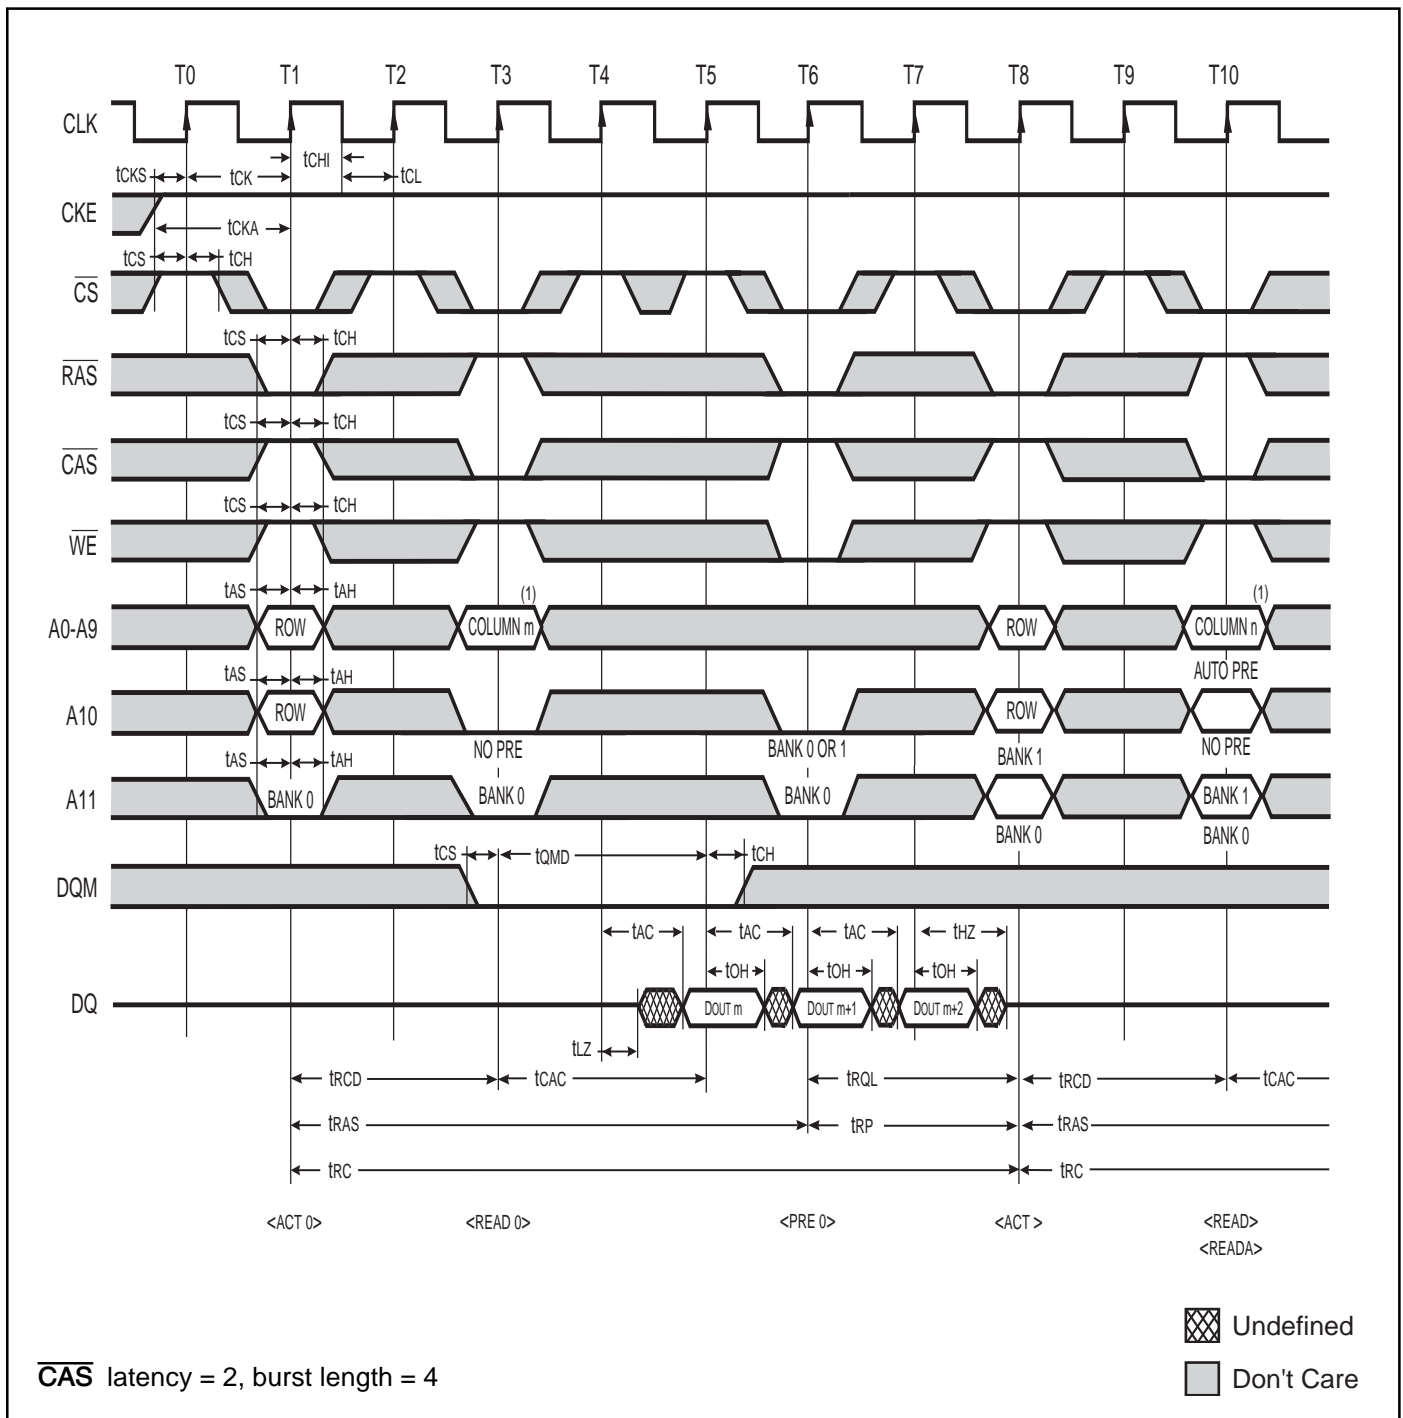 T0 T1 T2 T3 T4 T5 T6 T7 T8 T9 T10
CLK
tCHI
tCKS tCK tCL
CKE
tCKA
tCS tCH
CS
tCS tCH
RAS
tCS tCH
CAS
tCS tCH
WE
tAS tAH (1) (1)
A0-A9 ROW COLUMN m ROW COLUMN n
AUTO PRE
tAS tAH
A10 ROW ROW
NO PRE BANK 0 OR 1 BANK 1 NO PRE
tAS tAH
A11 BANK 0 BANK 0 BANK 0 BANK 1
BANK 0 BANK 0
tCS tQMD tCH
DQM
tAC tAC tAC tHZ
tOH tOH tOH
DQ DOUT m DOUT m+1 DOUT m+2
tLZ
tRCD tCAC tRQL tRCD tCAC
tRAS tRP tRAS
tRC tRC
<ACT 0> <READ 0> <PRE 0> <ACT > <READ>
<READA>
Undefined
CAS latency = 2, burst length = 4
Don't Care